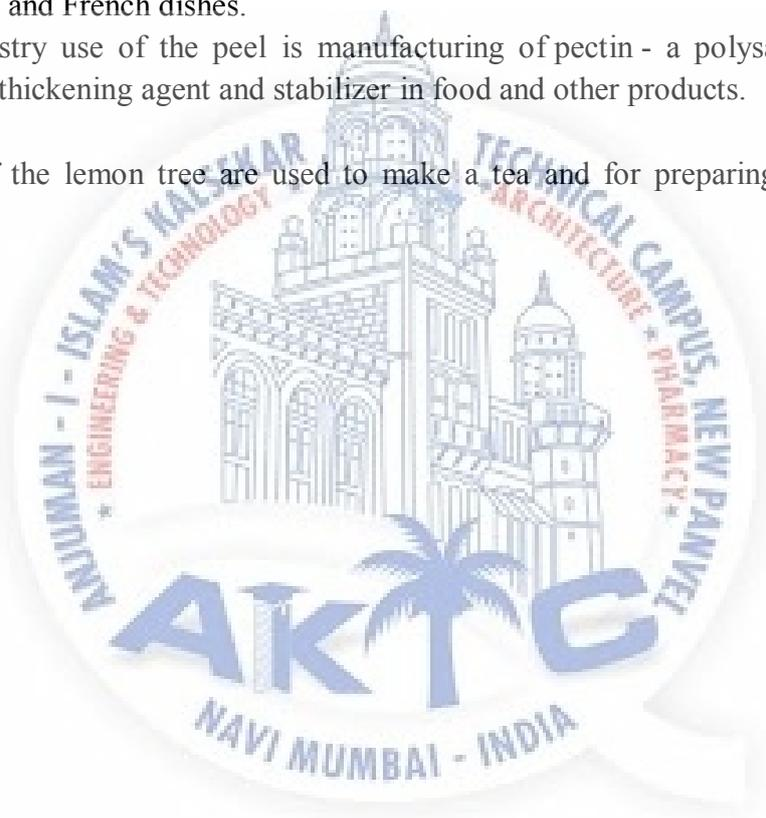 and French dishes.
stry use of the peel is manufacturing of pectin - a polysa
thickening agent and stabilizer in food and other products.
the lemon tree are used to make a tea and for preparing
ANJUMAN - I - ISLAM'S KALSEKAR TECHNICAL CAMPUS, NEW PANVEL
★ ENGINEERING & TECHNOLOGY ★ ARCHITECTURE ★ PHARMACY ★
AKTC
NAVI MUMBAI - INDIA